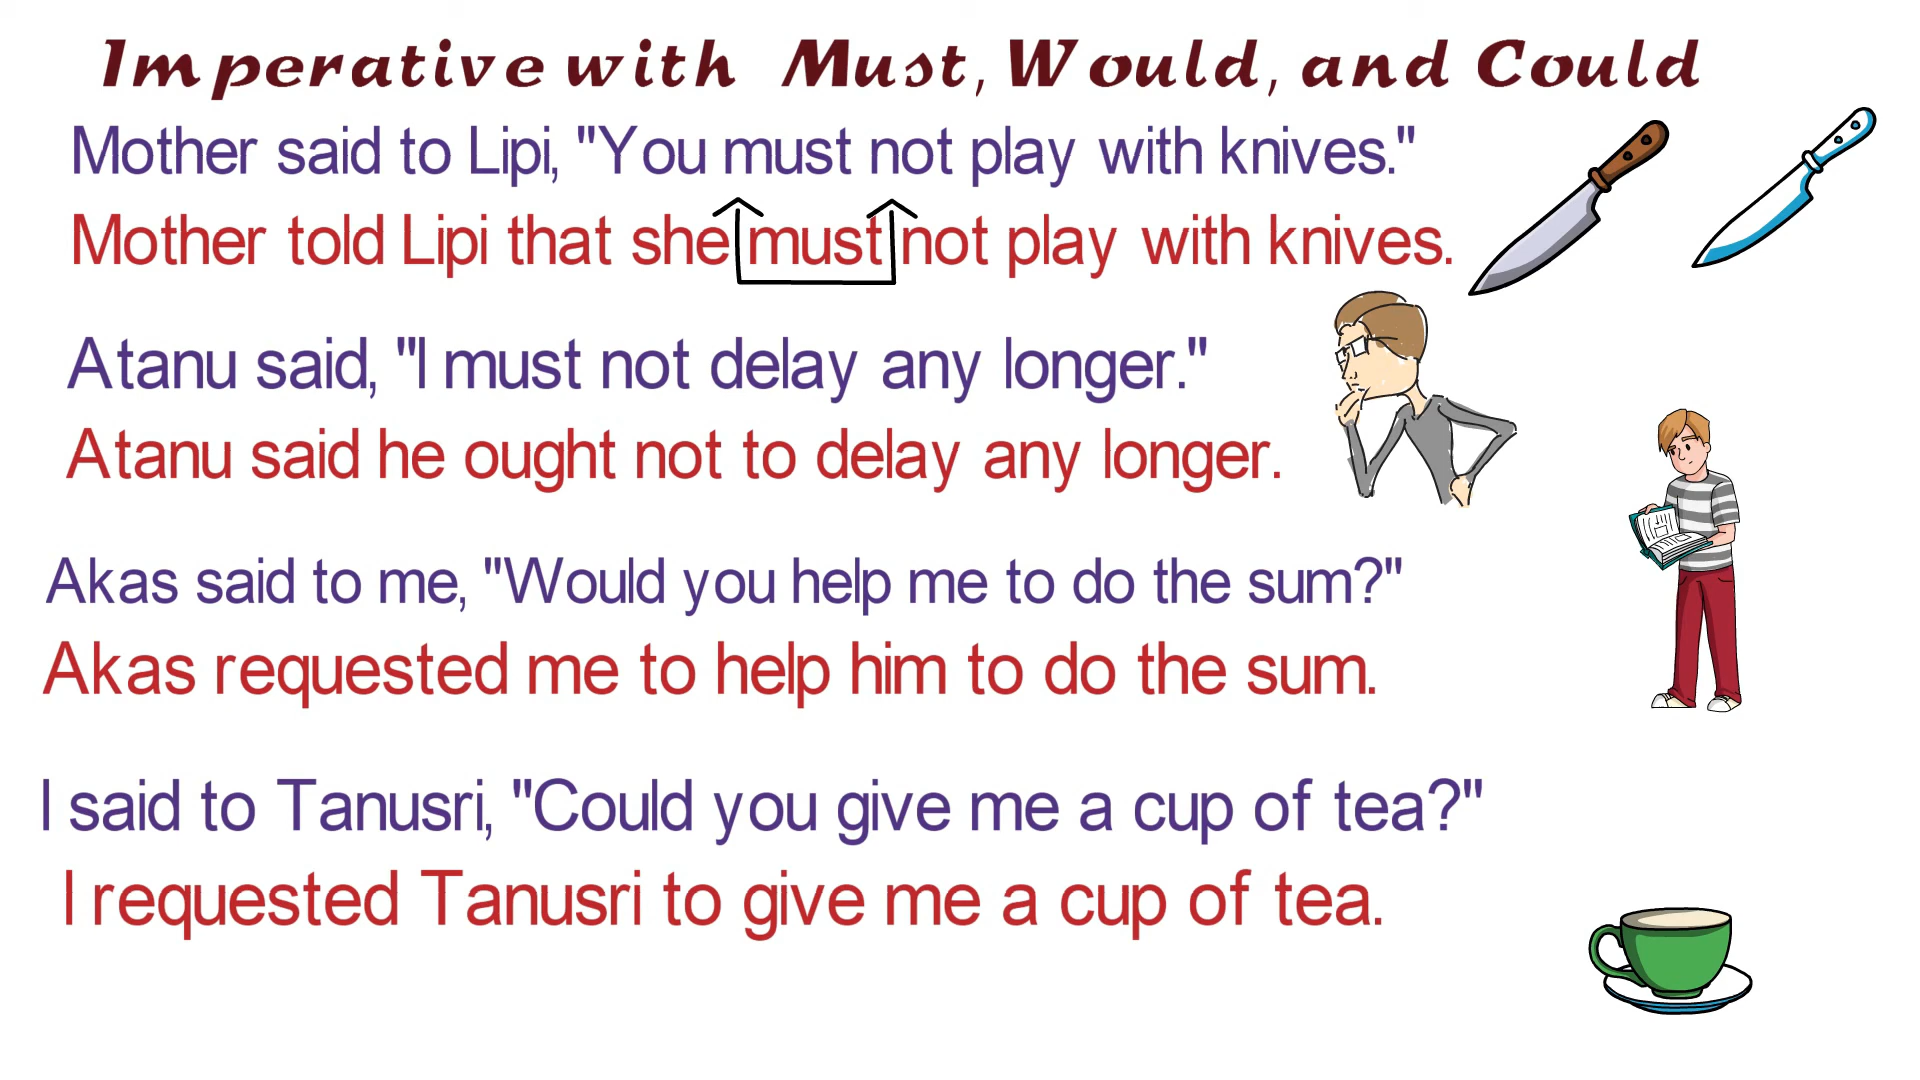 Imperative with Must, Would, and Could
Mother said to Lipi, "You must not play with knives."
Mother told Lipi that she must not play with knives.
Atanu said, "I must not delay any longer."
Atanu said he ought not to delay any longer.
Akas said to me, "Would you help me to do the sum?"
Akas requested me to help him to do the sum.
I said to Tanusri, "Could you give me a cup of tea?"
I requested Tanusri to give me a cup of tea.